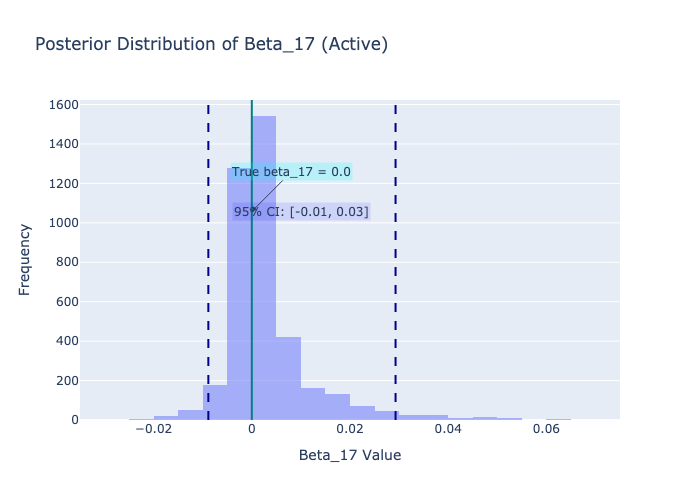 Posterior Distribution of Beta_17 (Active)
1600
1400
1200
1000
800
600
400
200
0
Frequency
True beta_17 = 0.0
95% CI: [-0.01, 0.03]
−0.02
0
0.02
0.04
0.06
Beta_17 Value